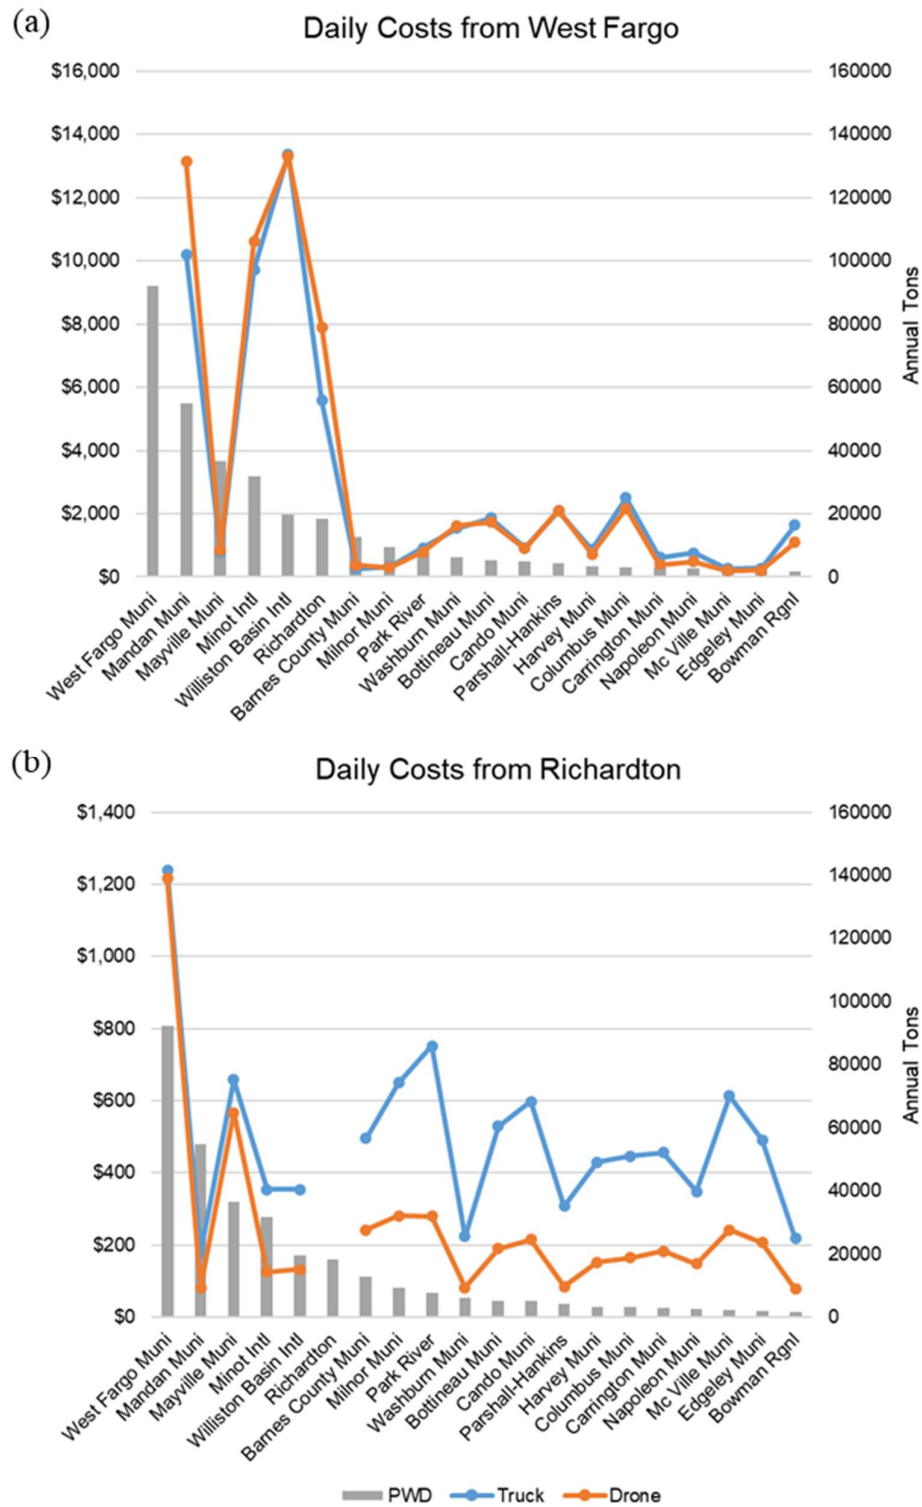 (a)
Daily Costs from West Fargo
$16,000
$14,000
$12,000
$10,000
$8,000
$6,000
$4,000
$2,000
$0
160000
140000
120000
100000
80000
60000
40000
20000
0
Annual Tons
West Fargo Muni
Mandan Muni
Mayville Muni
Minot Intl
Williston Basin Intl
Richardton
Barnes County Muni
Milnor Muni
Park River
Washburn Muni
Bottineau Muni
Cando Muni
Parshall-Hankins
Harvey Muni
Columbus Muni
Carrington Muni
Napoleon Muni
Mc Ville Muni
Edgeley Muni
Bowman Rgnl
(b)
Daily Costs from Richardton
$1,400
$1,200
$1,000
$800
$600
$400
$200
$0
160000
140000
120000
100000
80000
60000
40000
20000
0
Annual Tons
West Fargo Muni
Mandan Muni
Mayville Muni
Minot Intl
Williston Basin Intl
Richardton
Barnes County Muni
Milnor Muni
Park River
Washburn Muni
Bottineau Muni
Cando Muni
Parshall-Hankins
Harvey Muni
Columbus Muni
Carrington Muni
Napoleon Muni
Mc Ville Muni
Edgeley Muni
Bowman Rgnl
PWD Truck Drone